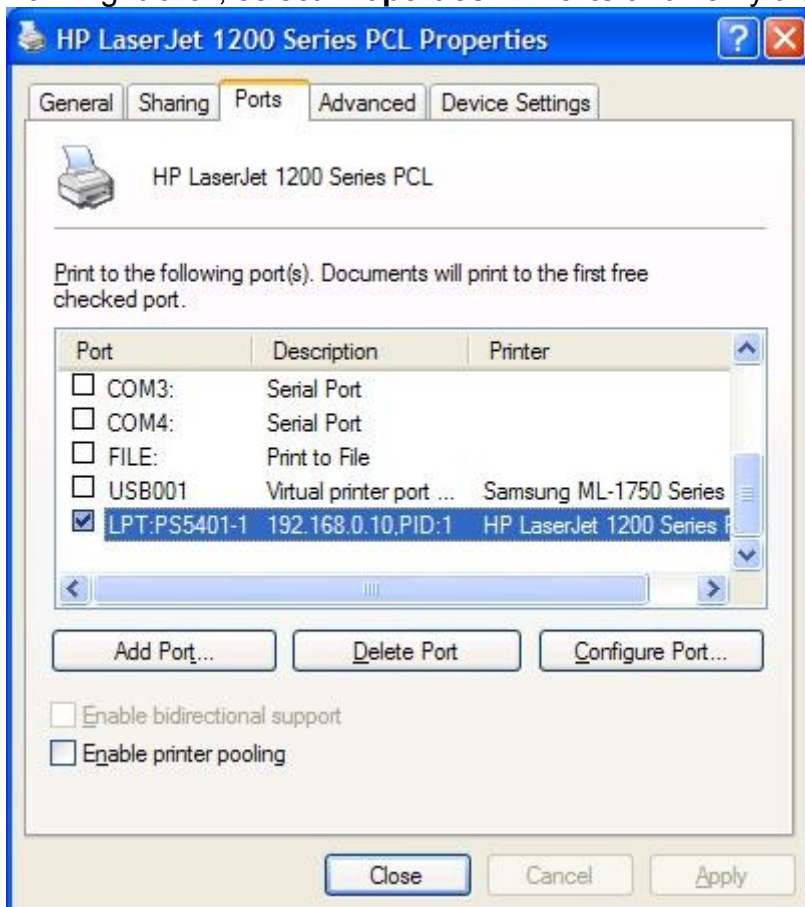 HP LaserJet 1200 Series PCL Properties
General Sharing Ports Advanced Device Settings
HP LaserJet 1200 Series PCL
Print to the following port(s). Documents will print to the first free
checked port.
Port Description Printer
COM3: Serial Port
COM4: Serial Port
FILE: Print to File
USB001 Virtual printer port ... Samsung ML-1750 Series
LPT:PS5401-1 192.168.0.10,PID:1 HP LaserJet 1200 Series
Add Port... Delete Port Configure Port...
Enable bidirectional support
Enable printer pooling
Close Cancel Apply